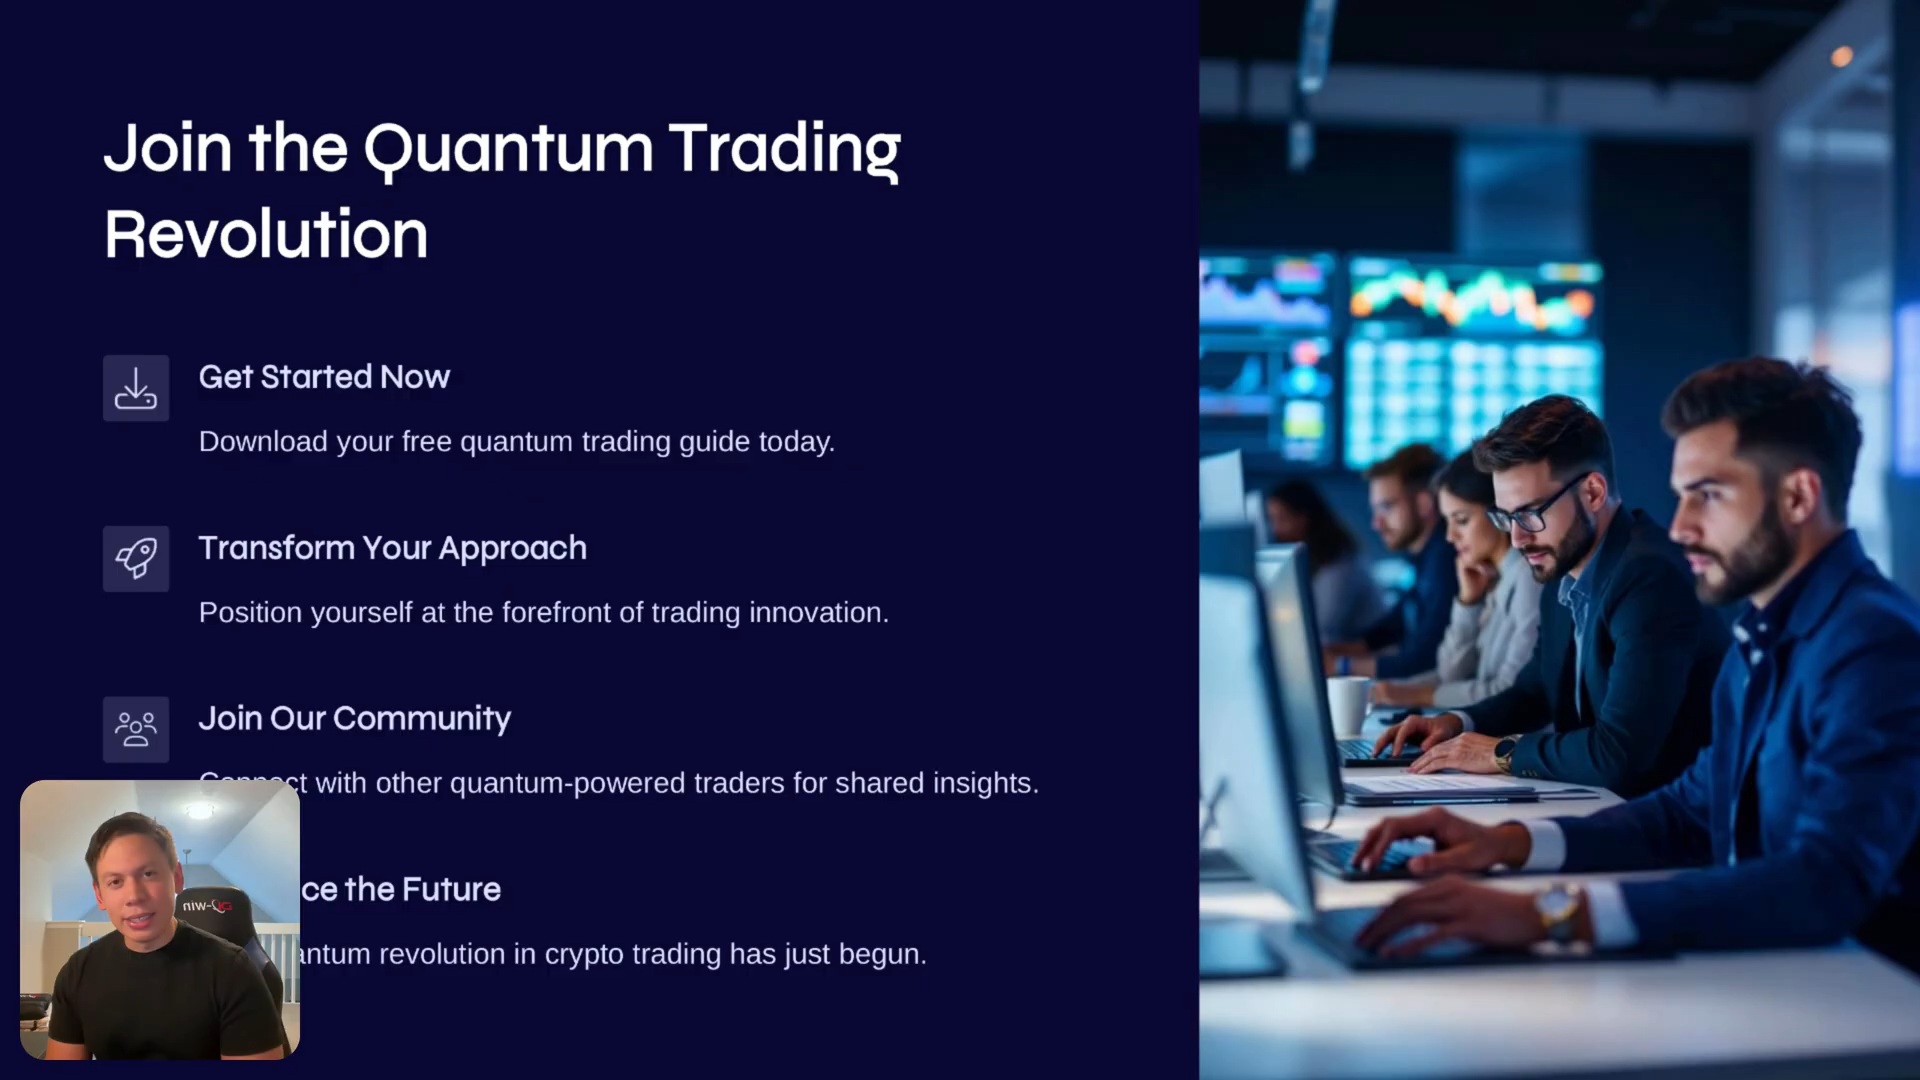 Join the Quantum Trading
Revolution
Get Started Now
Download your free quantum trading guide today.
Transform Your Approach
Position yourself at the forefront of trading innovation.
Join Our Community
with other quantum-powered traders for shared insights.
the Future
revolution in crypto trading has just begun.